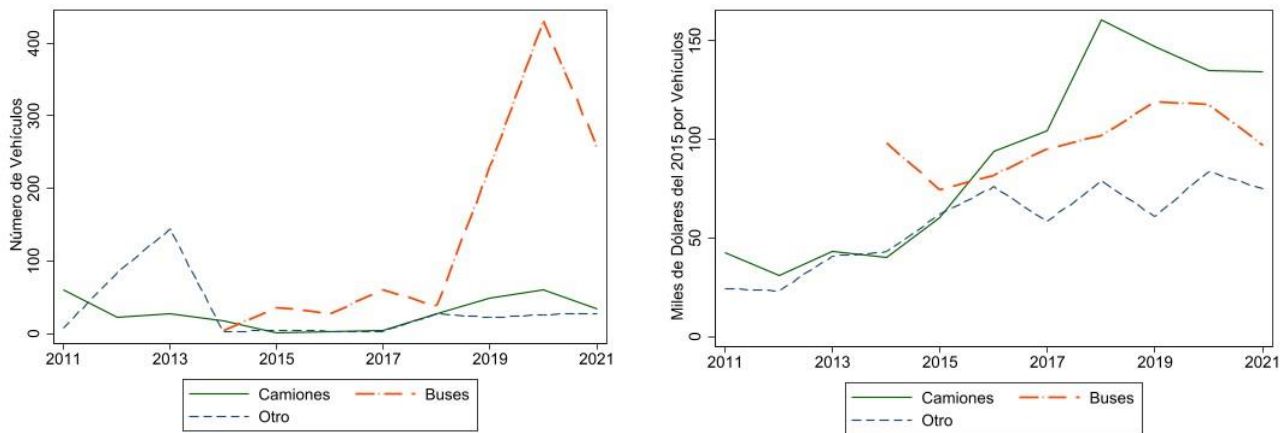 Número de Vehículos
400
300
200
100
0
2011 2013 2015 2017 2019 2021
Camiones Buses
Otro
Miles de Dólares del 2015 por Vehículos
150
100
50
0
2011 2013 2015 2017 2019 2021
Camiones Buses
Otro